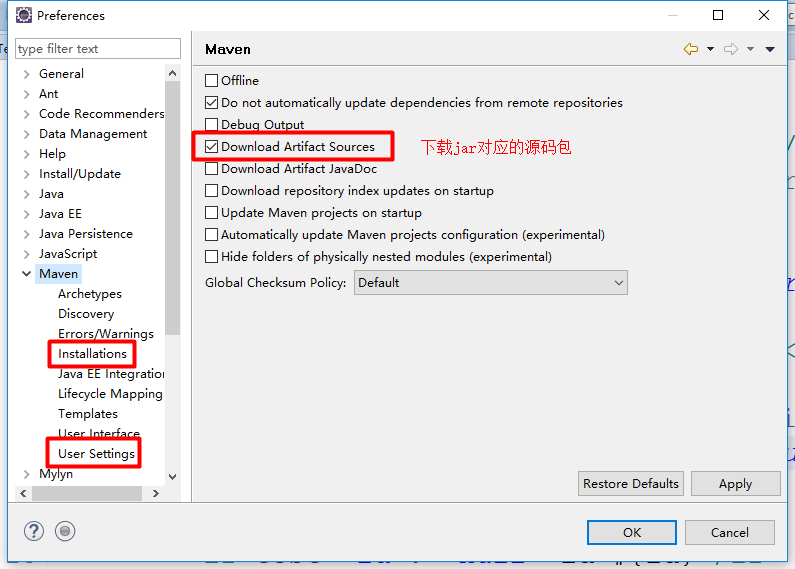 Preferences
type filter text
General
Ant
Code Recommenders
Data Management
Help
Install/Update
Java
Java EE
Java Persistence
JavaScript
Maven
Archetypes
Discovery
Errors/Warnings
Installations
Java EE Integration
Lifecycle Mapping
Templates
User Interface
User Settings
Mylyn
Maven
Offline
Do not automatically update dependencies from remote repositories
Debug Output
Download Artifact Sources 下载jar对应的源码包
Download Artifact JavaDoc
Download repository index updates on startup
Update Maven projects on startup
Automatically update Maven projects configuration (experimental)
Hide folders of physically nested modules (experimental)
Global Checksum Policy: Default
Restore Defaults Apply
OK Cancel